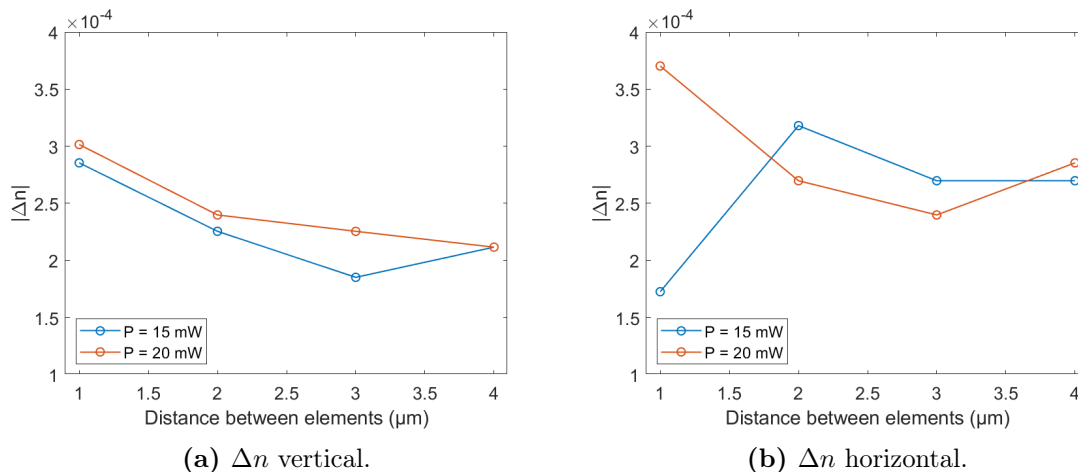 ×10⁻⁴
4
3.5
3
2.5
2
1.5
1
|Δn|
P = 15 mW
P = 20 mW
1 1.5 2 2.5 3 3.5 4
Distance between elements (μm)
(a) Δn vertical.
×10⁻⁴
4
3.5
3
2.5
2
1.5
1
|Δn|
P = 15 mW
P = 20 mW
1 1.5 2 2.5 3 3.5 4
Distance between elements (μm)
(b) Δn horizontal.